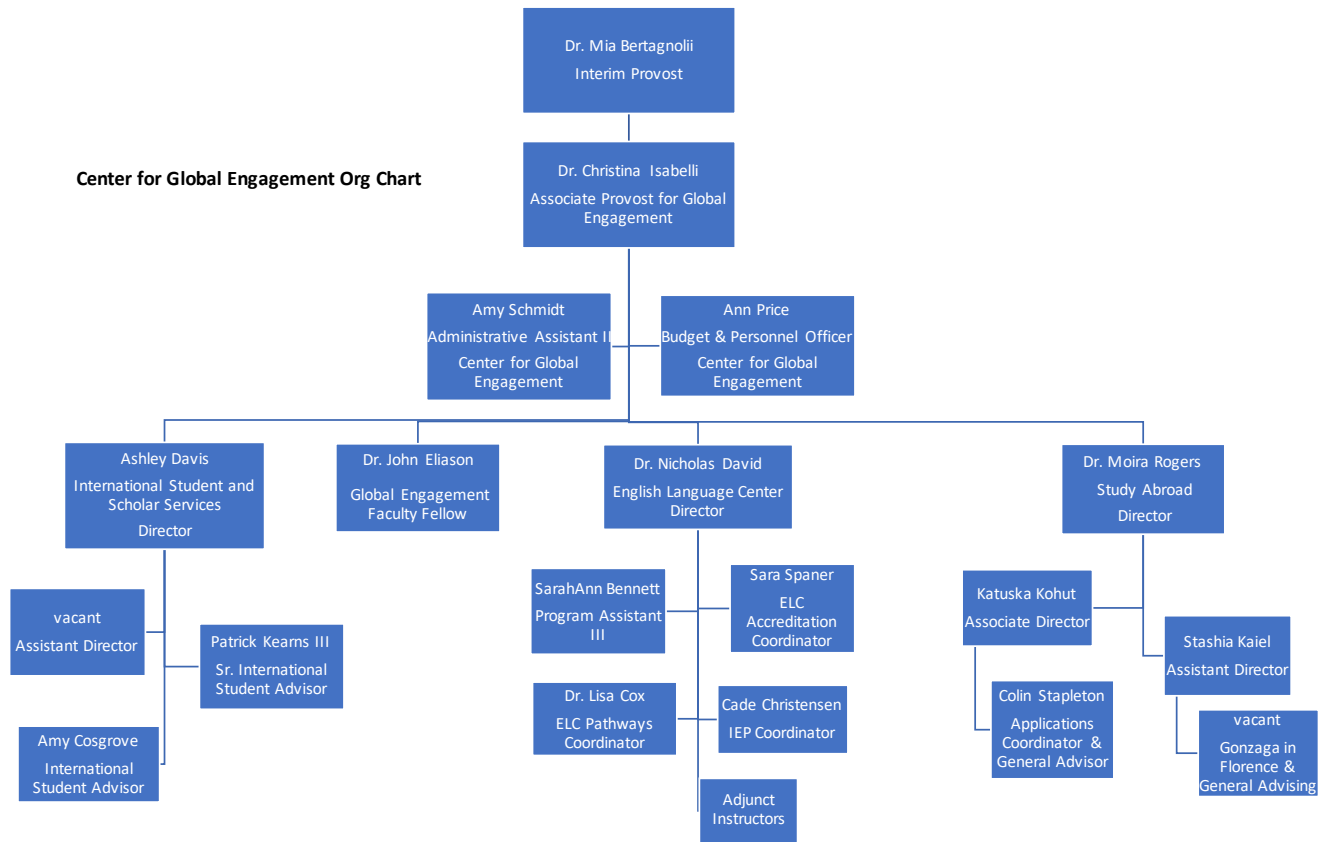 Dr. Mia Bertagnolii
Interim Provost
Center for Global Engagement Org Chart
Dr. Christina Isabelli
Associate Provost for Global
Engagement
Amy Schmidt
Administrative Assistant II
Center for Global
Engagement
Ann Price
Budget & Personnel Officer
Center for Global
Engagement
Ashley Davis
International Student and
Scholar Services
Director
Dr. John Eliason
Global Engagement
Faculty Fellow
Dr. Nicholas David
English Language Center
Director
Dr. Moira Rogers
Study Abroad
Director
vacant
Assistant Director
Patrick Kearns III
Sr. International
Student Advisor
Amy Cosgrove
International
Student Advisor
SarahAnn Bennett
Program Assistant
III
Sara Spaner
ELC
Accreditation
Coordinator
Dr. Lisa Cox
ELC Pathways
Coordinator
Cade Christensen
IEP Coordinator
Adjunct
Instructors
Katuska Kohut
Associate Director
Stashia Kaiel
Assistant Director
Colin Stapleton
Applications
Coordinator &
General Advisor
vacant
Gonzaga in
Florence &
General Advising